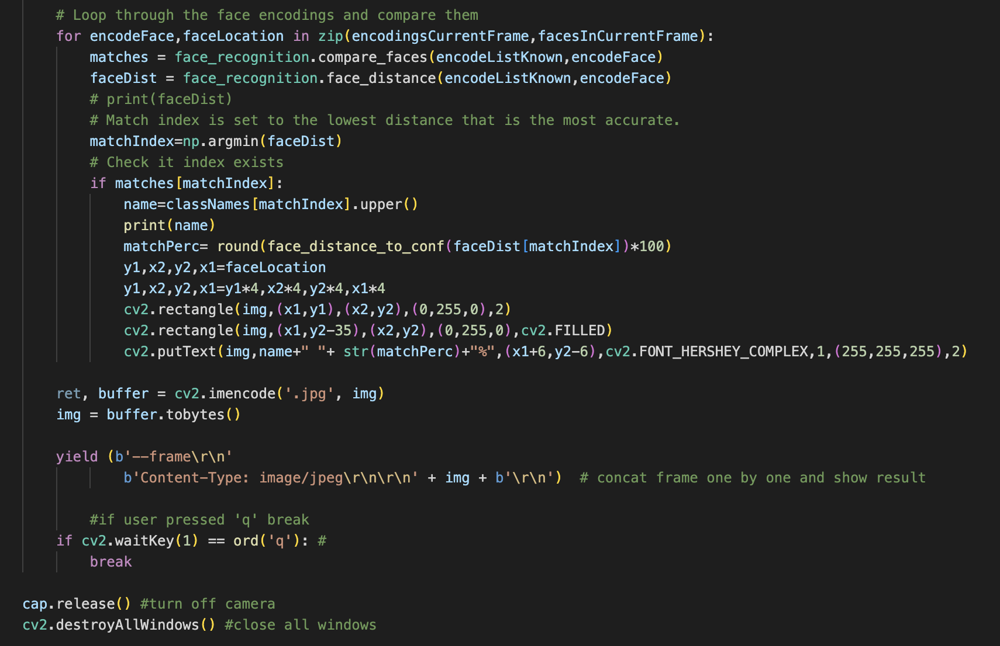 # Loop through the face encodings and compare them
for encodeFace,faceLocation in zip(encodingsCurrentFrame,facesInCurrentFrame):
matches = face_recognition.compare_faces(encodeListKnown,encodeFace)
faceDist = face_recognition.face_distance(encodeListKnown,encodeFace)
# print(faceDist)
# Match index is set to the lowest distance that is the most accurate.
matchIndex=np.argmin(faceDist)
# Check it index exists
if matches[matchIndex]:
name=classNames[matchIndex].upper()
print(name)
matchPerc= round(face_distance_to_conf(faceDist[matchIndex])*100)
y1,x2,y2,x1=faceLocation
y1,x2,y2,x1=y1*4,x2*4,y2*4,x1*4
cv2.rectangle(img,(x1,y1),(x2,y2),(0,255,0),2)
cv2.rectangle(img,(x1,y2-35),(x2,y2),(0,255,0),cv2.FILLED)
cv2.putText(img,name+" "+ str(matchPerc)+"%",(x1+6,y2-6),cv2.FONT_HERSHEY_COMPLEX,1,(255,255,255),2)
ret, buffer = cv2.imencode('.jpg', img)
img = buffer.tobytes()
yield (b'--frame\r\n'
b'Content-Type: image/jpeg\r\n\r\n' + img + b'\r\n')  # concat frame one by one and show result
#if user pressed 'q' break
if cv2.waitKey(1) == ord('q'): #
break
cap.release() #turn off camera
cv2.destroyAllWindows() #close all windows